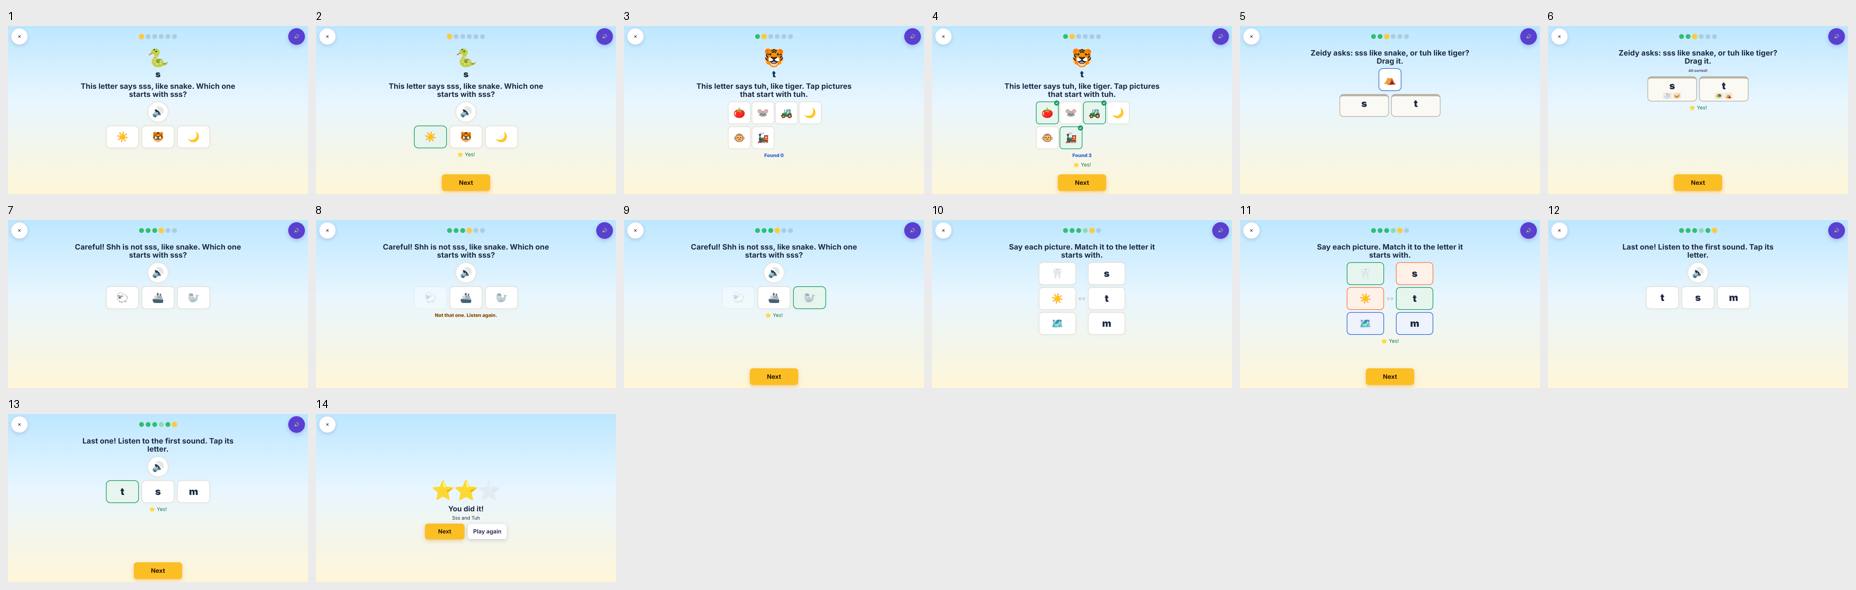 1
s
This letter says sss, like snake. Which one
starts with sss?
2
s
This letter says sss, like snake. Which one
starts with sss?
Yes!
Next
3
t
This letter says tuh, like tiger. Tap pictures
that start with tuh.
Found 0
4
t
This letter says tuh, like tiger. Tap pictures
that start with tuh.
Found 3
Yes!
Next
5
Zeidy asks: sss like snake, or tuh like tiger?
Drag it.
s t
6
Zeidy asks: sss like snake, or tuh like tiger?
Drag it.
All sorted!
s t
Yes!
Next
7
Careful! Shh is not sss, like snake. Which one
starts with sss?
8
Careful! Shh is not sss, like snake. Which one
starts with sss?
Not that one. Listen again.
9
Careful! Shh is not sss, like snake. Which one
starts with sss?
Yes!
Next
10
Say each picture. Match it to the letter it
starts with.
s
t
m
11
Say each picture. Match it to the letter it
starts with.
s
t
m
Yes!
Next
12
Last one! Listen to the first sound. Tap its
letter.
t s m
13
Last one! Listen to the first sound. Tap its
letter.
t s m
Yes!
Next
14
You did it!
Sss and Tuh
Next Play again